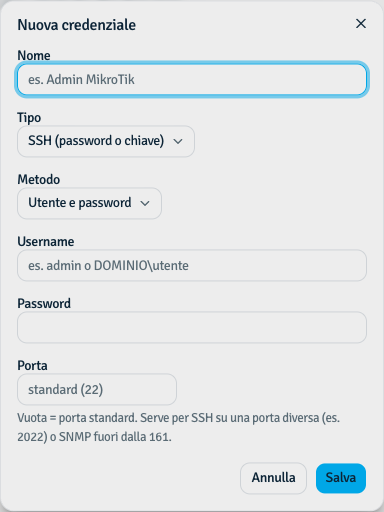 Nuova credenziale
Nome
es. Admin MikroTik
Tipo
SSH (password o chiave)
Metodo
Utente e password
Username
es. admin o DOMINIO\utente
Password
Porta
standard (22)
Vuota = porta standard. Serve per SSH su una porta diversa (es.
2022) o SNMP fuori dalla 161.
Annulla
Salva